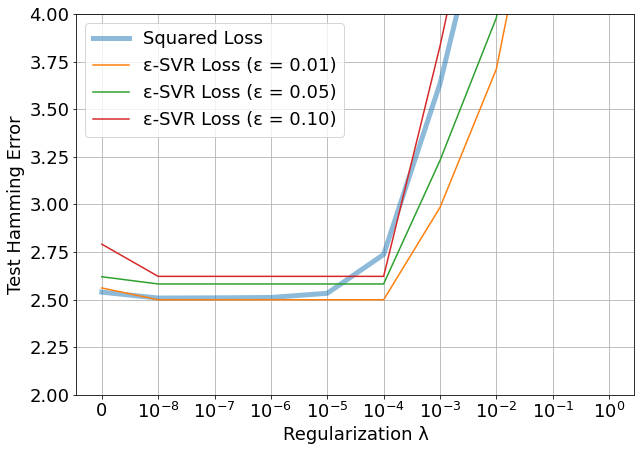 Squared Loss
ε-SVR Loss (ε = 0.01)
ε-SVR Loss (ε = 0.05)
ε-SVR Loss (ε = 0.10)
Test Hamming Error
4.00
3.75
3.50
3.25
3.00
2.75
2.50
2.25
2.00
0 10⁻⁸ 10⁻⁷ 10⁻⁶ 10⁻⁵ 10⁻⁴ 10⁻³ 10⁻² 10⁻¹ 10⁰
Regularization λ